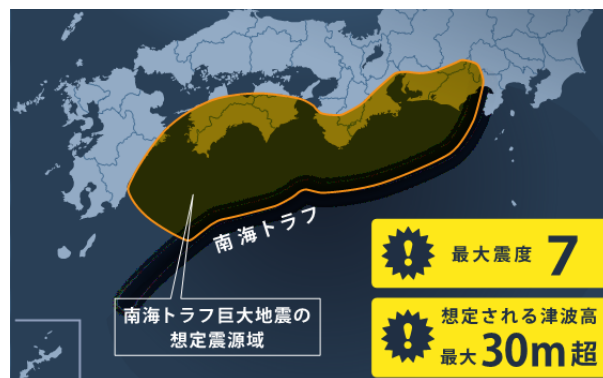 南海トラフ
南海トラフ巨大地震の
想定震源域
最大震度 7
想定される津波高
最大30m超